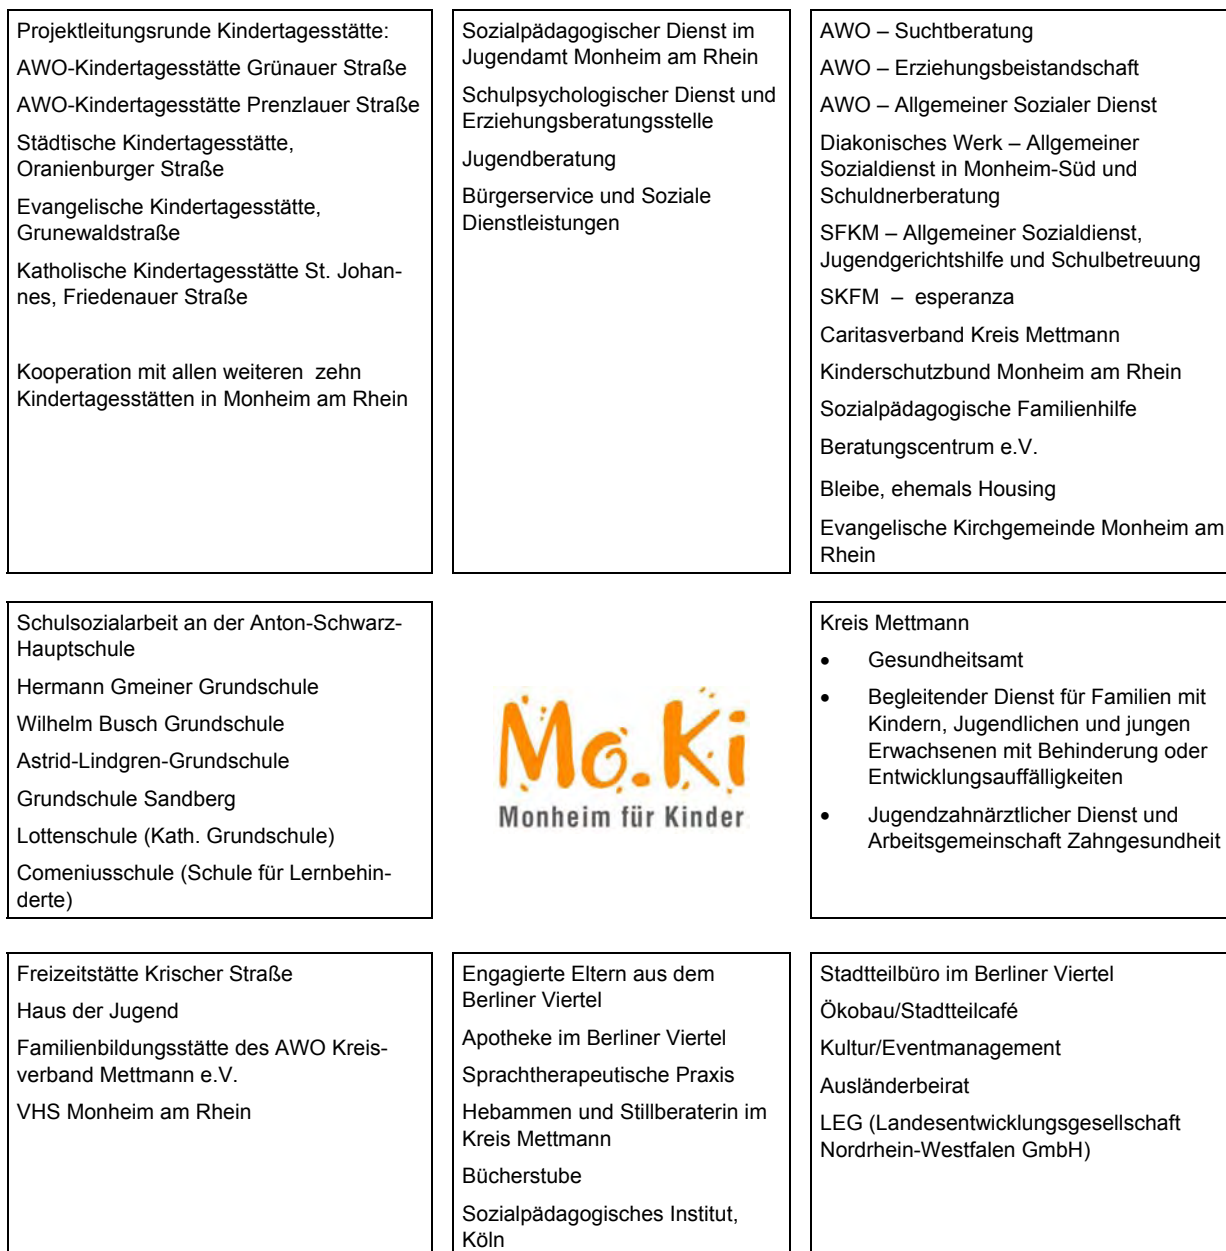 Projektleitungsrunde Kindertagesstätte:
AWO-Kindertagesstätte Grünauer Straße
AWO-Kindertagesstätte Prenzlauer Straße
Städtische Kindertagesstätte,
Oranienburger Straße
Evangelische Kindertagesstätte,
Grunewaldstraße
Katholische Kindertagesstätte St. Johan-
nes, Friedenauer Straße
Kooperation mit allen weiteren zehn
Kindertagesstätten in Monheim am Rhein
Sozialpädagogischer Dienst im
Jugendamt Monheim am Rhein
Schulpsychologischer Dienst und
Erziehungsberatungsstelle
Jugendberatung
Bürgerservice und Soziale
Dienstleistungen
AWO – Suchtberatung
AWO – Erziehungsbeistandschaft
AWO – Allgemeiner Sozialer Dienst
Diakonisches Werk – Allgemeiner
Sozialdienst in Monheim-Süd und
Schuldnerberatung
SFKM – Allgemeiner Sozialdienst,
Jugendgerichtshilfe und Schulbetreuung
SKFM – esperanza
Caritasverband Kreis Mettmann
Kinderschutzbund Monheim am Rhein
Sozialpädagogische Familienhilfe
Beratungscentrum e.V.
Bleibe, ehemals Housing
Evangelische Kirchgemeinde Monheim am
Rhein
Schulsozialarbeit an der Anton-Schwarz-
Hauptschule
Hermann Gmeiner Grundschule
Wilhelm Busch Grundschule
Astrid-Lindgren-Grundschule
Grundschule Sandberg
Lottenschule (Kath. Grundschule)
Comeniusschule (Schule für Lernbehin-
derte)
Mo.Ki
Monheim für Kinder
Kreis Mettmann
• Gesundheitsamt
• Begleitender Dienst für Familien mit
Kindern, Jugendlichen und jungen
Erwachsenen mit Behinderung oder
Entwicklungsauffälligkeiten
• Jugendzahnärztlicher Dienst und
Arbeitsgemeinschaft Zahngesundheit
Freizeitstätte Krischer Straße
Haus der Jugend
Familienbildungsstätte des AWO Kreis-
verband Mettmann e.V.
VHS Monheim am Rhein
Engagierte Eltern aus dem
Berliner Viertel
Apotheke im Berliner Viertel
Sprachtherapeutische Praxis
Hebammen und Stillberaterin im
Kreis Mettmann
Bücherstube
Sozialpädagogisches Institut,
Köln
Stadtteilbüro im Berliner Viertel
Ökobau/Stadtteilcafé
Kultur/Eventmanagement
Ausländerbeirat
LEG (Landesentwicklungsgesellschaft
Nordrhein-Westfalen GmbH)